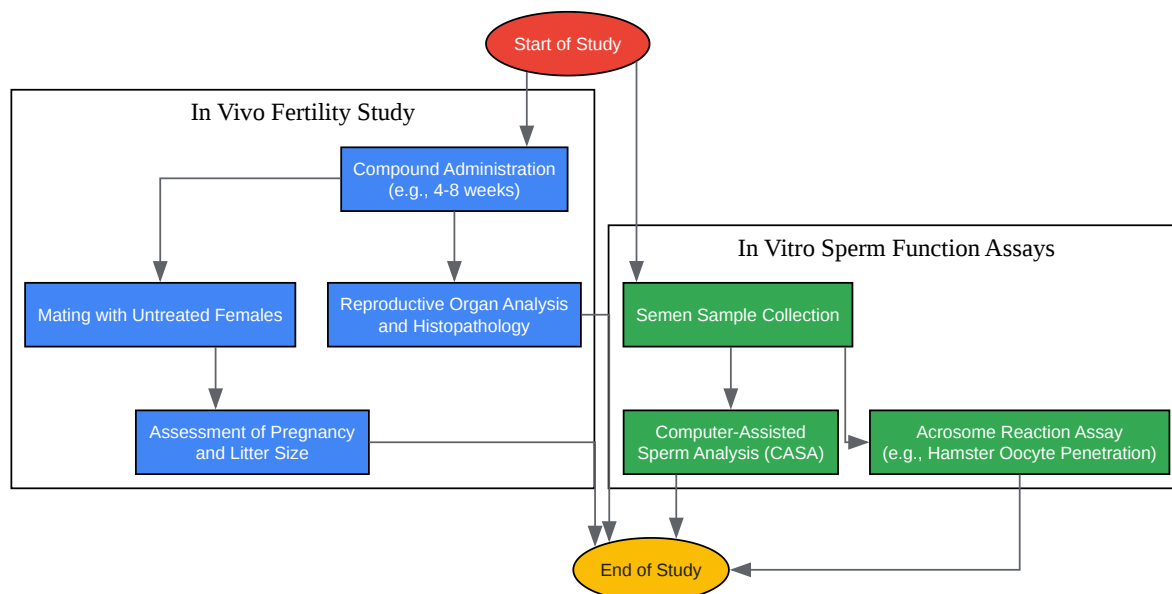 Start of Study
In Vivo Fertility Study
Compound Administration
(e.g., 4-8 weeks)
Mating with Untreated Females
Reproductive Organ Analysis
and Histopathology
Assessment of Pregnancy
and Litter Size
In Vitro Sperm Function Assays
Semen Sample Collection
Computer-Assisted
Sperm Analysis (CASA)
Acrosome Reaction Assay
(e.g., Hamster Oocyte Penetration)
End of Study